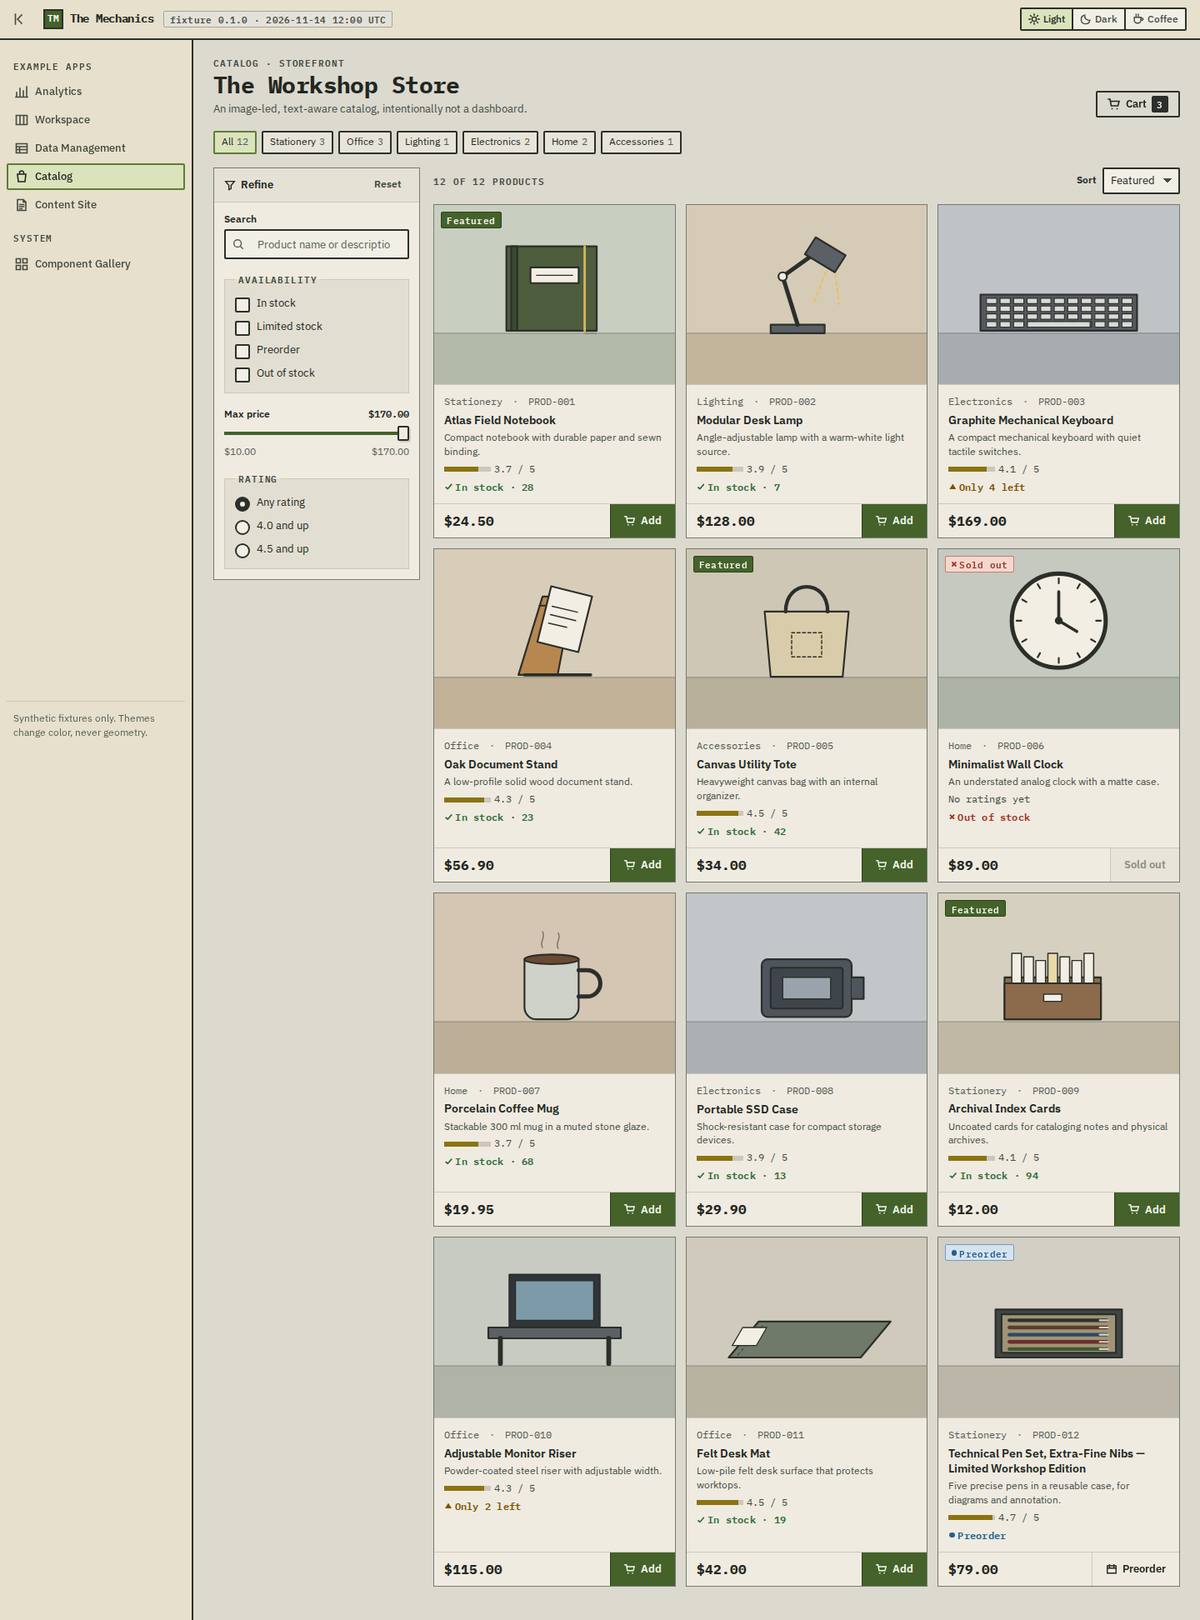 TM The Mechanics fixture 0.1.0 · 2026-11-14 12:00 UTC
Light Dark Coffee
EXAMPLE APPS
Analytics
Workspace
Data Management
Catalog
Content Site
SYSTEM
Component Gallery
Synthetic fixtures only. Themes
change color, never geometry.
CATALOG · STOREFRONT
The Workshop Store
An image-led, text-aware catalog, intentionally not a dashboard.
Cart 3
All 12 Stationery 3 Office 3 Lighting 1 Electronics 2 Home 2 Accessories 1
Refine Reset
Search
Product name or descriptio
AVAILABILITY
In stock
Limited stock
Preorder
Out of stock
Max price $170.00
$10.00 $170.00
RATING
Any rating
4.0 and up
4.5 and up
12 OF 12 PRODUCTS
Sort Featured
Featured
Stationery · PROD-001
Atlas Field Notebook
Compact notebook with durable paper and sewn
binding.
3.7 / 5
In stock · 28
$24.50 Add
Lighting · PROD-002
Modular Desk Lamp
Angle-adjustable lamp with a warm-white light
source.
3.9 / 5
In stock · 7
$128.00 Add
Electronics · PROD-003
Graphite Mechanical Keyboard
A compact mechanical keyboard with quiet
tactile switches.
4.1 / 5
Only 4 left
$169.00 Add
Office · PROD-004
Oak Document Stand
A low-profile solid wood document stand.
4.3 / 5
In stock · 23
$56.90 Add
Featured
Accessories · PROD-005
Canvas Utility Tote
Heavyweight canvas bag with an internal
organizer.
4.5 / 5
In stock · 42
$34.00 Add
Sold out
Home · PROD-006
Minimalist Wall Clock
An understated analog clock with a matte case.
No ratings yet
Out of stock
$89.00 Sold out
Home · PROD-007
Porcelain Coffee Mug
Stackable 300 ml mug in a muted stone glaze.
3.7 / 5
In stock · 68
$19.95 Add
Electronics · PROD-008
Portable SSD Case
Shock-resistant case for compact storage
devices.
3.9 / 5
In stock · 13
$29.90 Add
Featured
Stationery · PROD-009
Archival Index Cards
Uncoated cards for cataloging notes and physical
archives.
4.1 / 5
In stock · 94
$12.00 Add
Office · PROD-010
Adjustable Monitor Riser
Powder-coated steel riser with adjustable width.
4.3 / 5
Only 2 left
$115.00 Add
Office · PROD-011
Felt Desk Mat
Low-pile felt desk surface that protects
worktops.
4.5 / 5
In stock · 19
$42.00 Add
Preorder
Stationery · PROD-012
Technical Pen Set, Extra-Fine Nibs —
Limited Workshop Edition
Five precise pens in a reusable case, for
diagrams and annotation.
4.7 / 5
Preorder
$79.00 Preorder